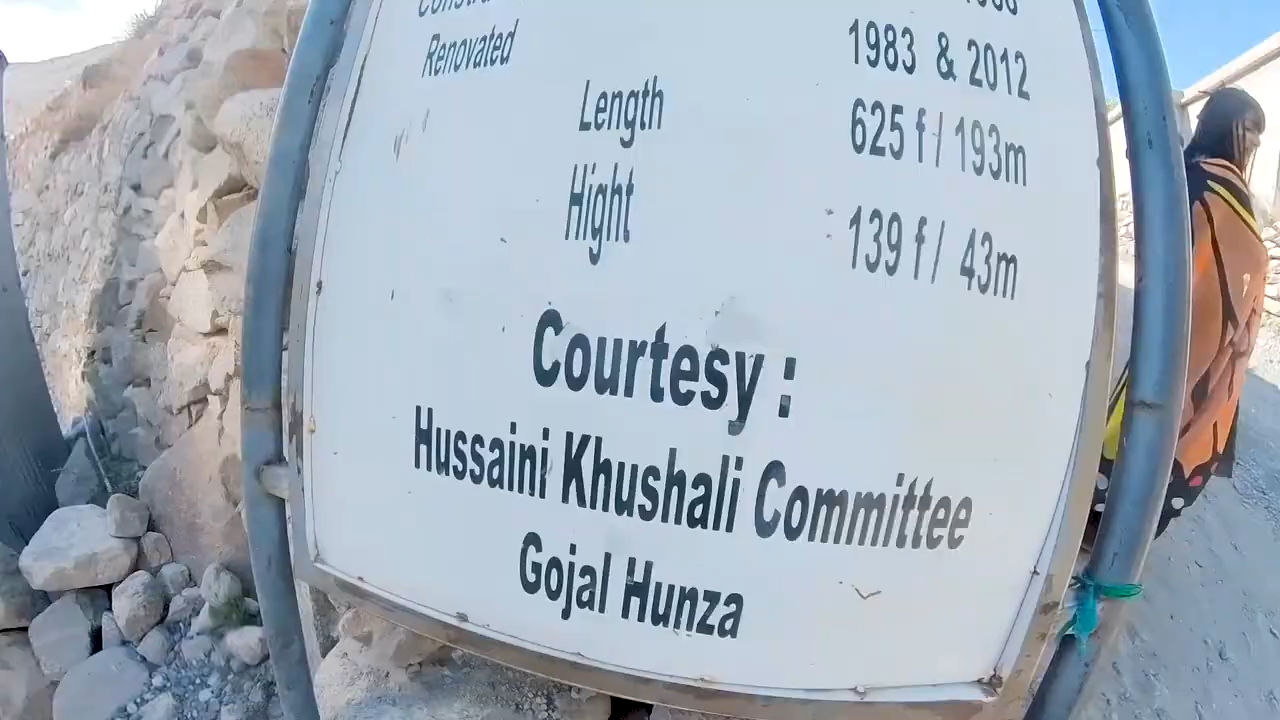 Renovated 1983 & 2012
Length 625 f / 193m
Hight 139 f / 43m
Courtesy :
Hussaini Khushali Committee
Gojal Hunza